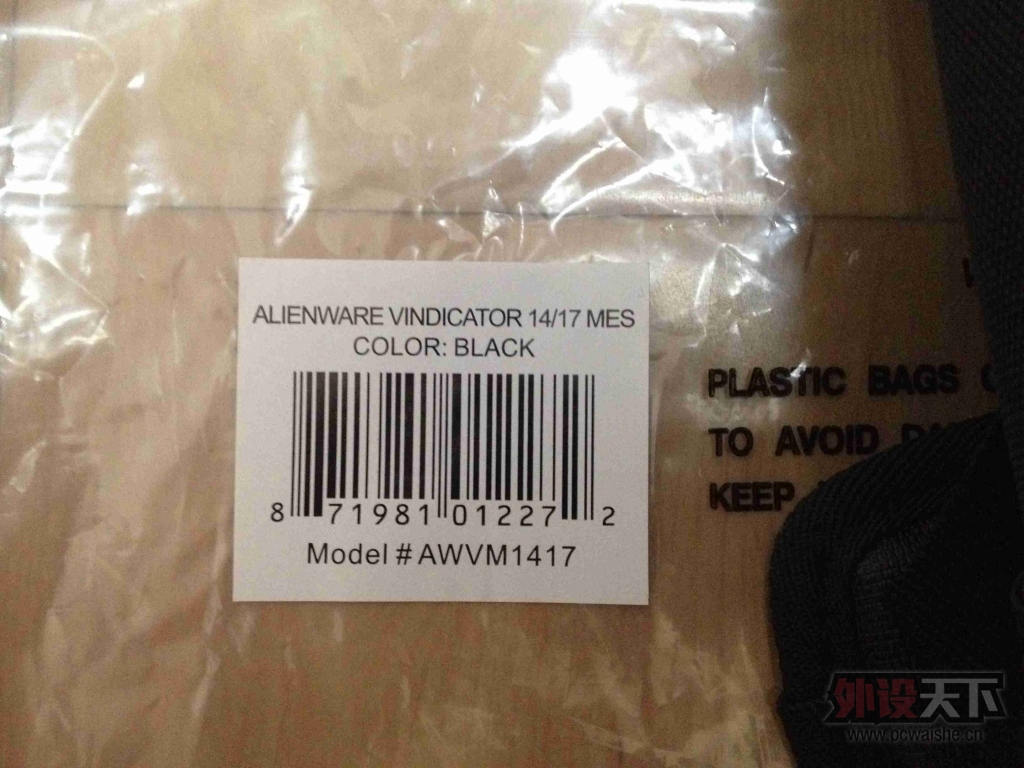 ALIENWARE VINDICATOR 14/17 MES
COLOR: BLACK
8 71981 01227 2
Model # AWVM1417
PLASTIC BAGS
TO AVOID
KEEP
外设天下
www.pcwaishe.cn